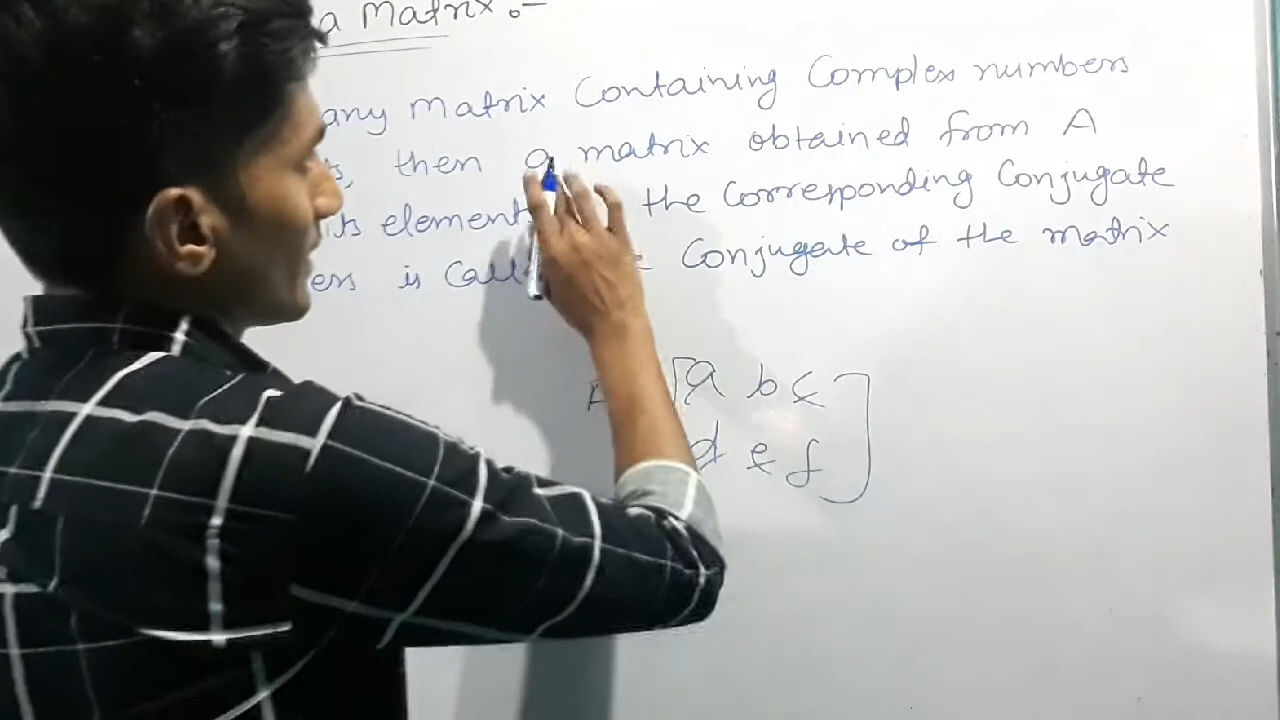 a Matrix :-
any Matrix Containing Complex numbers
then a matrix obtained from A
its element the Corresponding Conjugate
is Conjugate of the matrix
a b c
d e f